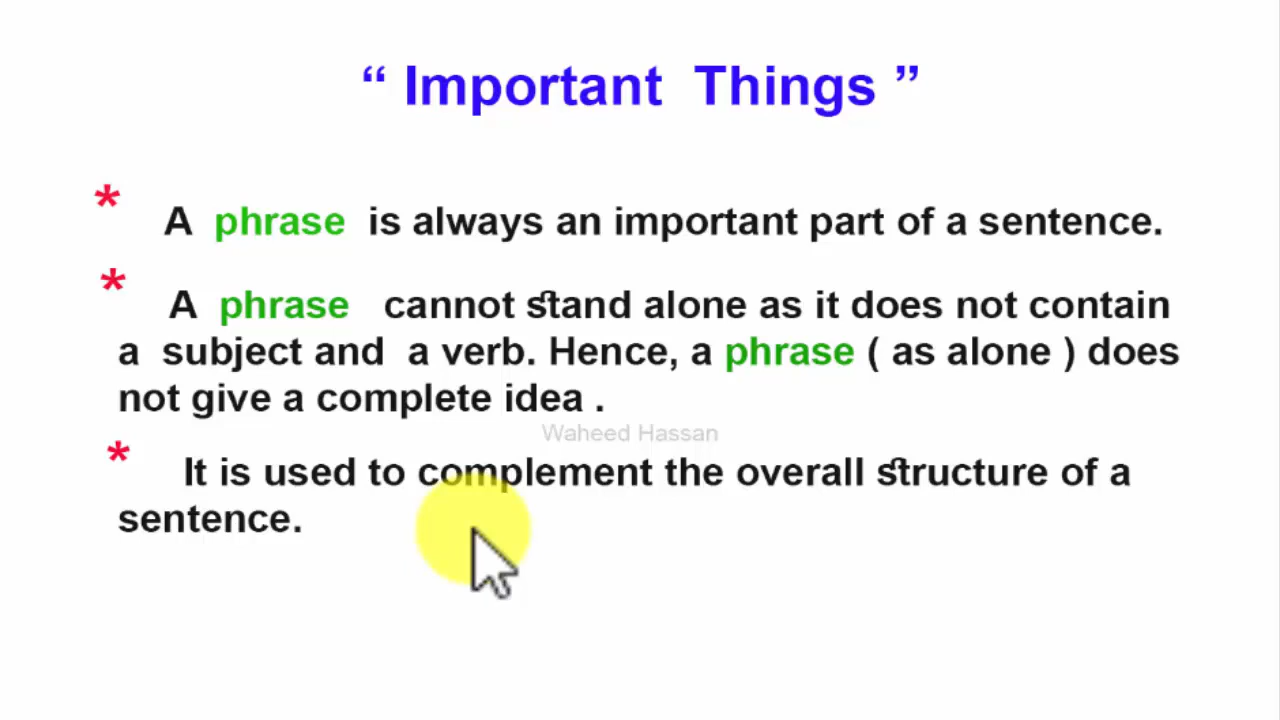 “ Important Things ”
* A phrase is always an important part of a sentence.
* A phrase cannot stand alone as it does not contain
a subject and a verb. Hence, a phrase ( as alone ) does
not give a complete idea .
Waheed Hassan
* It is used to complement the overall structure of a
sentence.